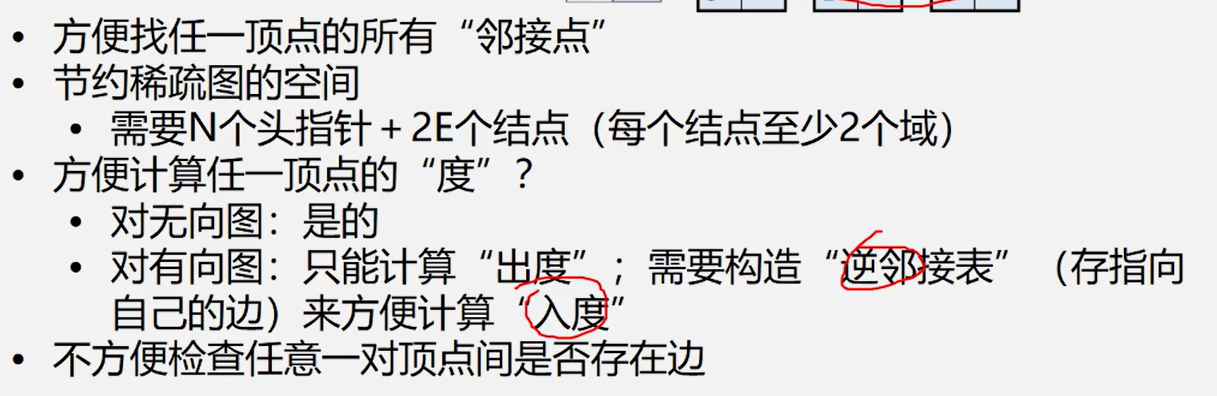 • 方便找任一顶点的所有“邻接点”
• 节约稀疏图的空间
• 需要N个头指针＋2E个结点（每个结点至少2个域）
• 方便计算任一顶点的“度”？
• 对无向图：是的
• 对有向图：只能计算“出度”；需要构造“逆邻接表”（存指向
自己的边）来方便计算“入度”
• 不方便检查任意一对顶点间是否存在边